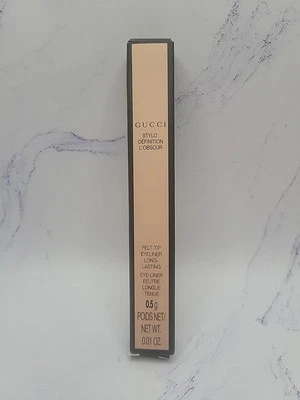 GUCCI
STYLO
DÉFINITION
L'OBSCUR
FELT-TIP
EYELINER
LONG-
LASTING
EYE-LINER
FEUTRE
LONGUE
TENUE
0.5 g
POIDS NET/
NET WT.
0.01 OZ.